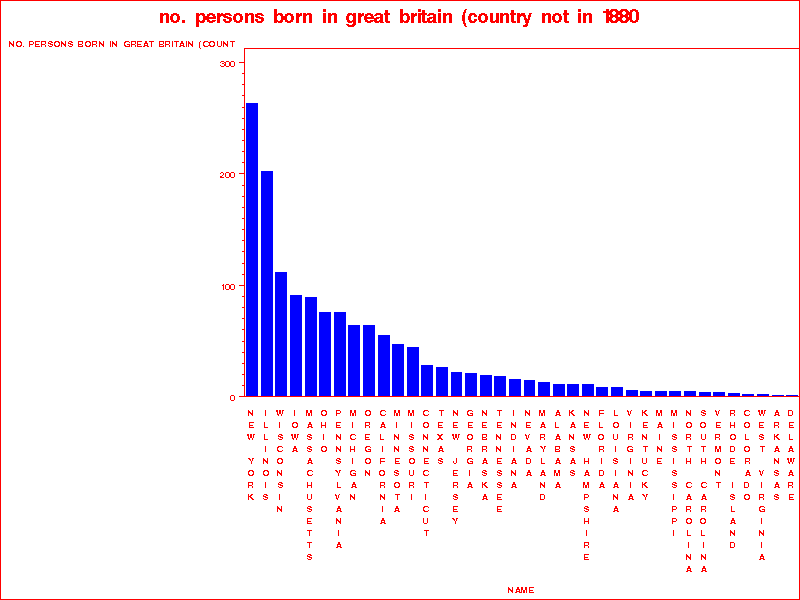 no. persons born in great britain (country not in 1880
NO. PERSONS BORN IN GREAT BRITAIN (COUNT
300
200
100
0
NEW YORK
ILLINOIS
WISCONSIN
IOWA
MASSACHUSETTS
OHIO
PENNSYLVANIA
MICHIGAN
OREGON
CALIFORNIA
MINNESOTA
MISSOURI
CONNECTICUT
TEXAS
NEW JERSEY
GEORGIA
NEBRASKA
TENNESSEE
INDIANA
NEVADA
MARYLAND
ALABAMA
KANSAS
NEW HAMPSHIRE
FLORIDA
LOUISIANA
VIRGINIA
KENTUCKY
MAINE
MISSISSIPPI
NORTH CAROLINA
SOUTH CAROLINA
VERMONT
RHODE ISLAND
COLORADO
WEST VIRGINIA
ARKANSAS
DELAWARE
NAME